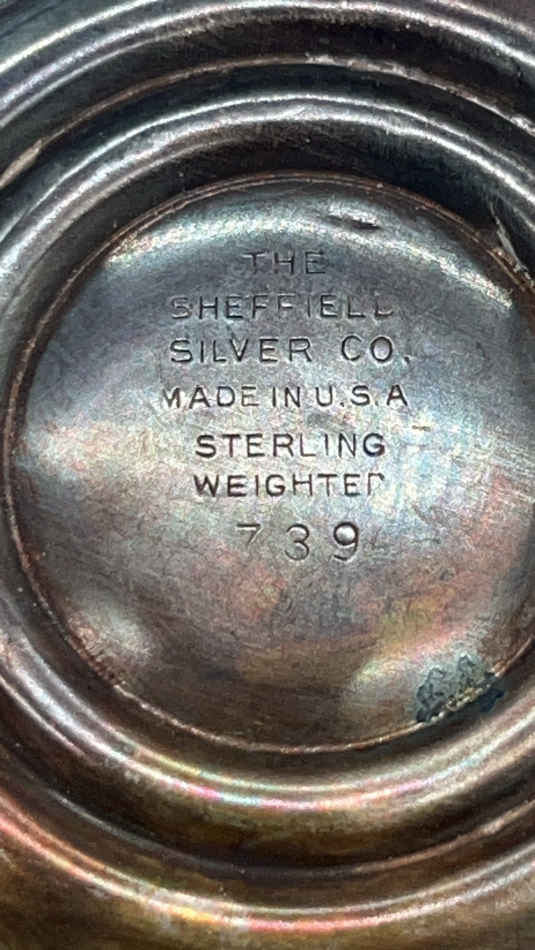 THE
SHEFFIELD
SILVER CO.
MADE IN U.S.A
STERLING
WEIGHTED
739